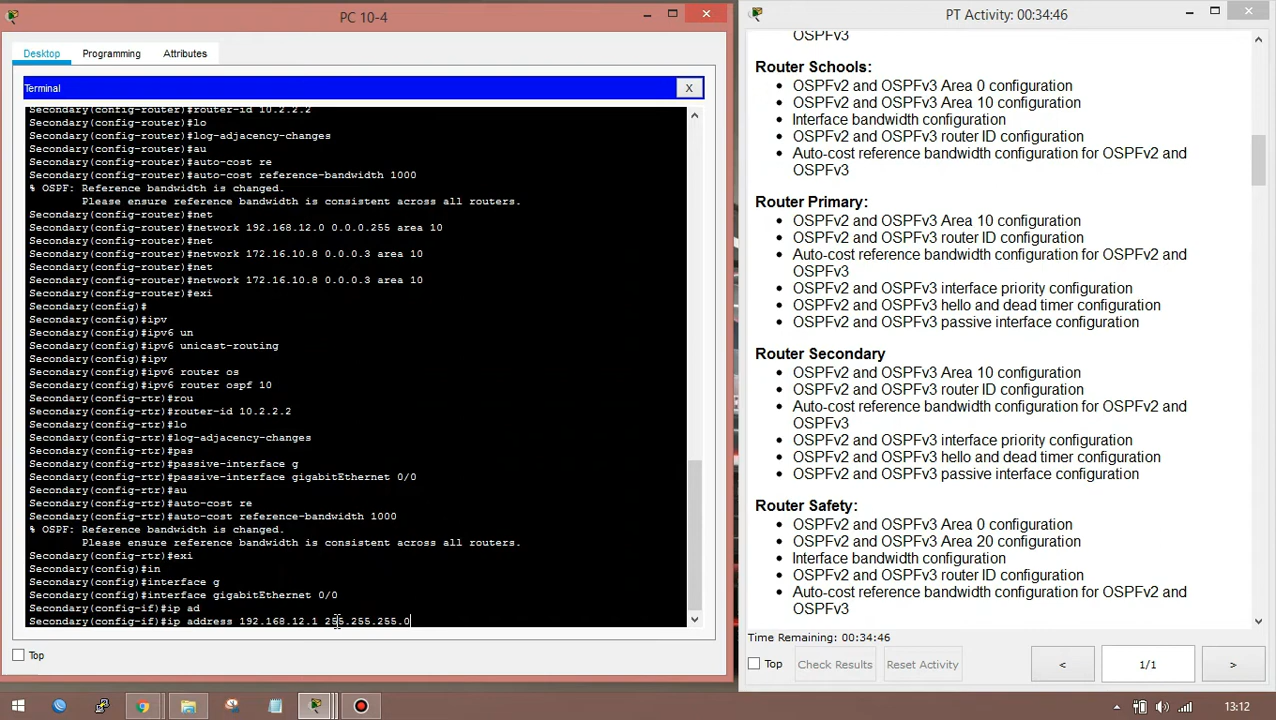 PC 10-4
Desktop
Programming
Attributes
Terminal
X
Secondary(config-router)#router-id 10.2.2.2
Secondary(config-router)#lo
Secondary(config-router)#log-adjacency-changes
Secondary(config-router)#au
Secondary(config-router)#auto-cost re
Secondary(config-router)#auto-cost reference-bandwidth 1000
% OSPF: Reference bandwidth is changed.
Please ensure reference bandwidth is consistent across all routers.
Secondary(config-router)#net
Secondary(config-router)#network 192.168.12.0 0.0.0.255 area 10
Secondary(config-router)#net
Secondary(config-router)#network 172.16.10.8 0.0.0.3 area 10
Secondary(config-router)#net
Secondary(config-router)#network 172.16.10.8 0.0.0.3 area 10
Secondary(config-router)#exi
Secondary(config)#
Secondary(config)#ipv
Secondary(config)#ipv6 un
Secondary(config)#ipv6 unicast-routing
Secondary(config)#ipv
Secondary(config)#ipv6 router os
Secondary(config)#ipv6 router ospf 10
Secondary(config-rtr)#rou
Secondary(config-rtr)#router-id 10.2.2.2
Secondary(config-rtr)#lo
Secondary(config-rtr)#log-adjacency-changes
Secondary(config-rtr)#pas
Secondary(config-rtr)#passive-interface g
Secondary(config-rtr)#passive-interface gigabitEthernet 0/0
Secondary(config-rtr)#au
Secondary(config-rtr)#auto-cost re
Secondary(config-rtr)#auto-cost reference-bandwidth 1000
% OSPF: Reference bandwidth is changed.
Please ensure reference bandwidth is consistent across all routers.
Secondary(config-rtr)#exi
Secondary(config)#in
Secondary(config)#interface g
Secondary(config)#interface gigabitEthernet 0/0
Secondary(config-if)#ip ad
Secondary(config-if)#ip address 192.168.12.1 255.255.255.0
Top
PT Activity: 00:34:46
OSPFv3
Router Schools:
• OSPFv2 and OSPFv3 Area 0 configuration
• OSPFv2 and OSPFv3 Area 10 configuration
• Interface bandwidth configuration
• OSPFv2 and OSPFv3 router ID configuration
• Auto-cost reference bandwidth configuration for OSPFv2 and
OSPFv3
Router Primary:
• OSPFv2 and OSPFv3 Area 10 configuration
• OSPFv2 and OSPFv3 router ID configuration
• Auto-cost reference bandwidth configuration for OSPFv2 and
OSPFv3
• OSPFv2 and OSPFv3 interface priority configuration
• OSPFv2 and OSPFv3 hello and dead timer configuration
• OSPFv2 and OSPFv3 passive interface configuration
Router Secondary
• OSPFv2 and OSPFv3 Area 10 configuration
• OSPFv2 and OSPFv3 router ID configuration
• Auto-cost reference bandwidth configuration for OSPFv2 and
OSPFv3
• OSPFv2 and OSPFv3 interface priority configuration
• OSPFv2 and OSPFv3 hello and dead timer configuration
• OSPFv2 and OSPFv3 passive interface configuration
Router Safety:
• OSPFv2 and OSPFv3 Area 0 configuration
• OSPFv2 and OSPFv3 Area 20 configuration
• Interface bandwidth configuration
• OSPFv2 and OSPFv3 router ID configuration
• Auto-cost reference bandwidth configuration for OSPFv2 and
OSPFv3
Time Remaining: 00:34:46
Top
Check Results
Reset Activity
<
1/1
>
13:12